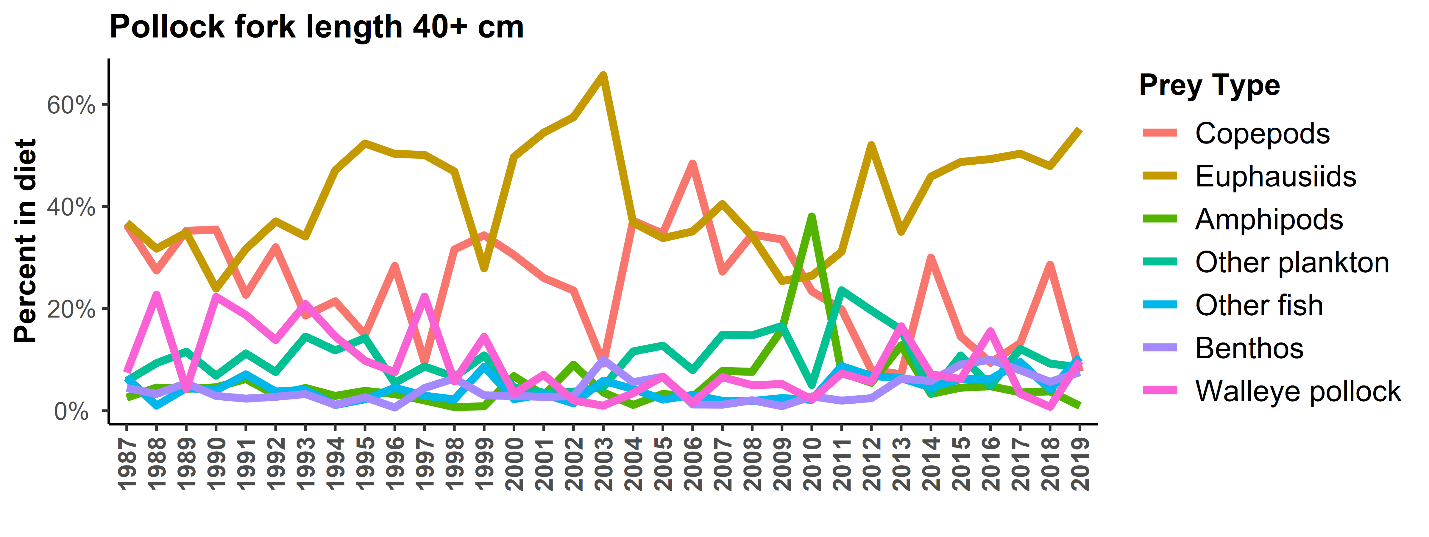 Pollock fork length 40+ cm
Percent in diet
60%
40%
20%
0%
1987 1988 1989 1990 1991 1992 1993 1994 1995 1996 1997 1998 1999 2000 2001 2002 2003 2004 2005 2006 2007 2008 2009 2010 2011 2012 2013 2014 2015 2016 2017 2018 2019
Prey Type
Copepods
Euphausiids
Amphipods
Other plankton
Other fish
Benthos
Walleye pollock